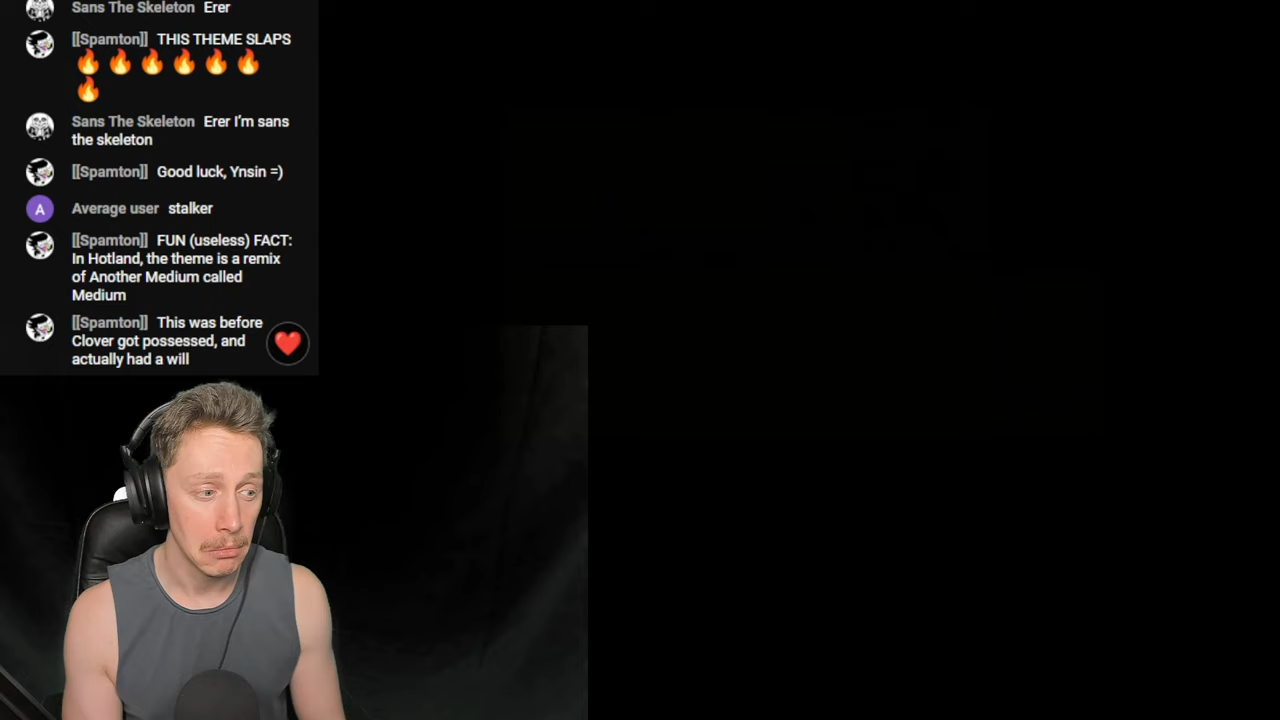 Sans The Skeleton Erer
[[Spamton]] THIS THEME SLAPS
🔥 🔥 🔥 🔥 🔥 🔥
🔥
Sans The Skeleton Erer I'm sans
the skeleton
[[Spamton]] Good luck, Ynsin =)
A Average user stalker
[[Spamton]] FUN (useless) FACT:
In Hotland, the theme is a remix
of Another Medium called
Medium
[[Spamton]] This was before
Clover got possessed, and
actually had a will